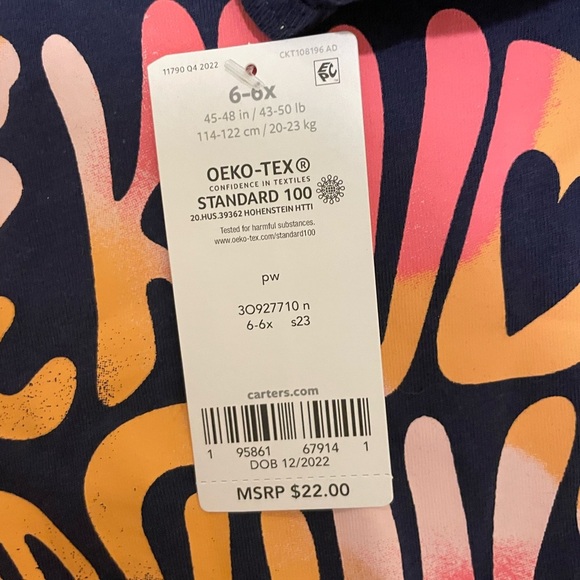 11790 Q4 2022
CKT108196 AD
6-6x
45-48 in / 43-50 lb
114-122 cm / 20-23 kg
OEKO-TEX®
CONFIDENCE IN TEXTILES
STANDARD 100
20.HUS.39362 HOHENSTEIN HTTI
Tested for harmful substances.
www.oeko-tex.com/standard100
pw
3O927710 n
6-6x s23
carters.com
1 95861 67914 1
DOB 12/2022
MSRP $22.00